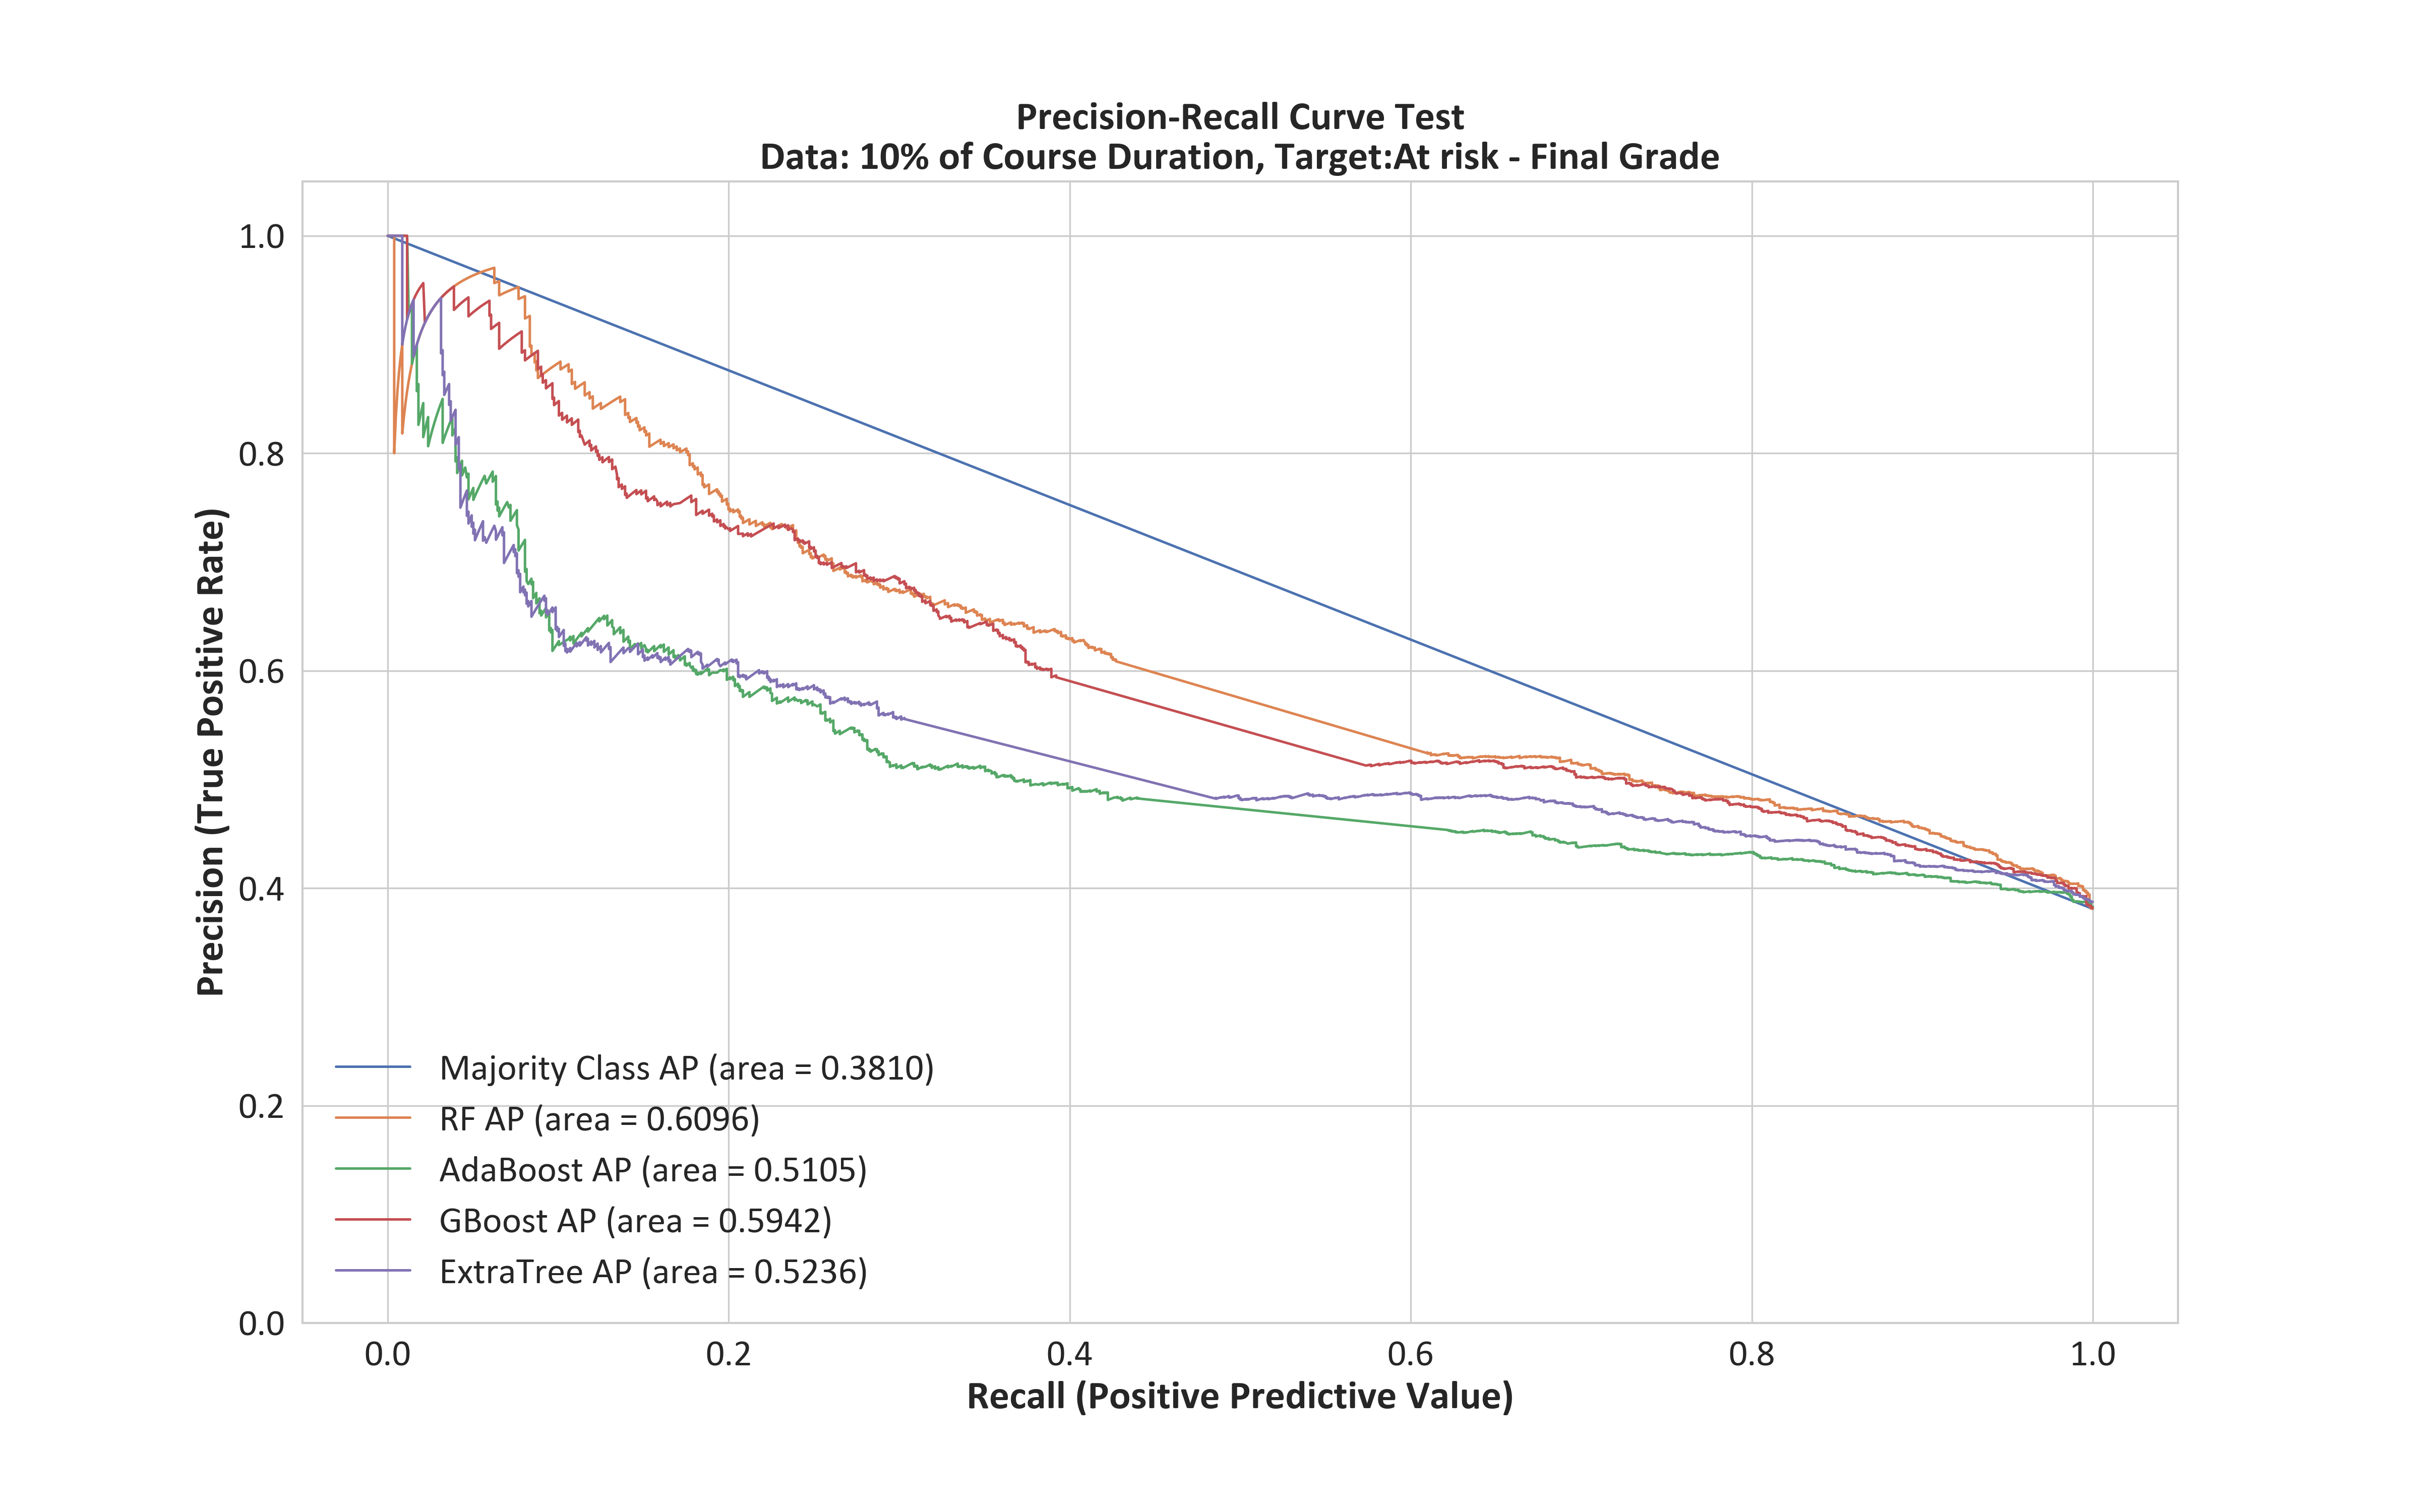 Precision-Recall Curve Test
Data: 10% of Course Duration, Target:At risk - Final Grade
Precision (True Positive Rate)
1.0
0.8
0.6
0.4
0.2
0.0
Majority Class AP (area = 0.3810)
RF AP (area = 0.6096)
AdaBoost AP (area = 0.5105)
GBoost AP (area = 0.5942)
ExtraTree AP (area = 0.5236)
0.0 0.2 0.4 0.6 0.8 1.0
Recall (Positive Predictive Value)